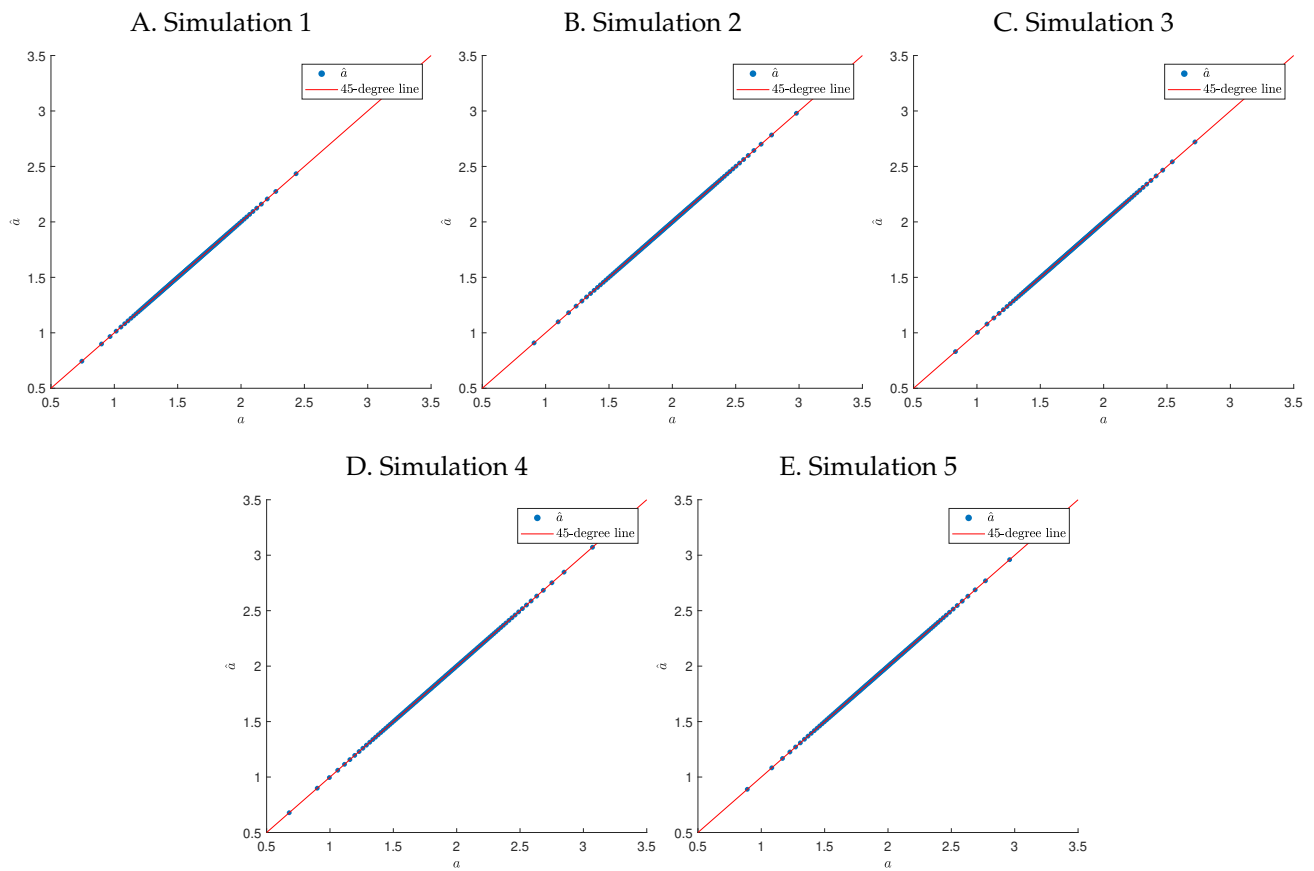 A. Simulation 1
3.5
3
2.5
2
1.5
1
0.5
â
0.5 1 1.5 2 2.5 3 3.5
a
â
45-degree line
B. Simulation 2
3.5
3
2.5
2
1.5
1
0.5
â
0.5 1 1.5 2 2.5 3 3.5
a
â
45-degree line
C. Simulation 3
3.5
3
2.5
2
1.5
1
0.5
â
0.5 1 1.5 2 2.5 3 3.5
a
â
45-degree line
D. Simulation 4
3.5
3
2.5
2
1.5
1
0.5
â
0.5 1 1.5 2 2.5 3 3.5
a
â
45-degree line
E. Simulation 5
3.5
3
2.5
2
1.5
1
0.5
â
0.5 1 1.5 2 2.5 3 3.5
a
â
45-degree line